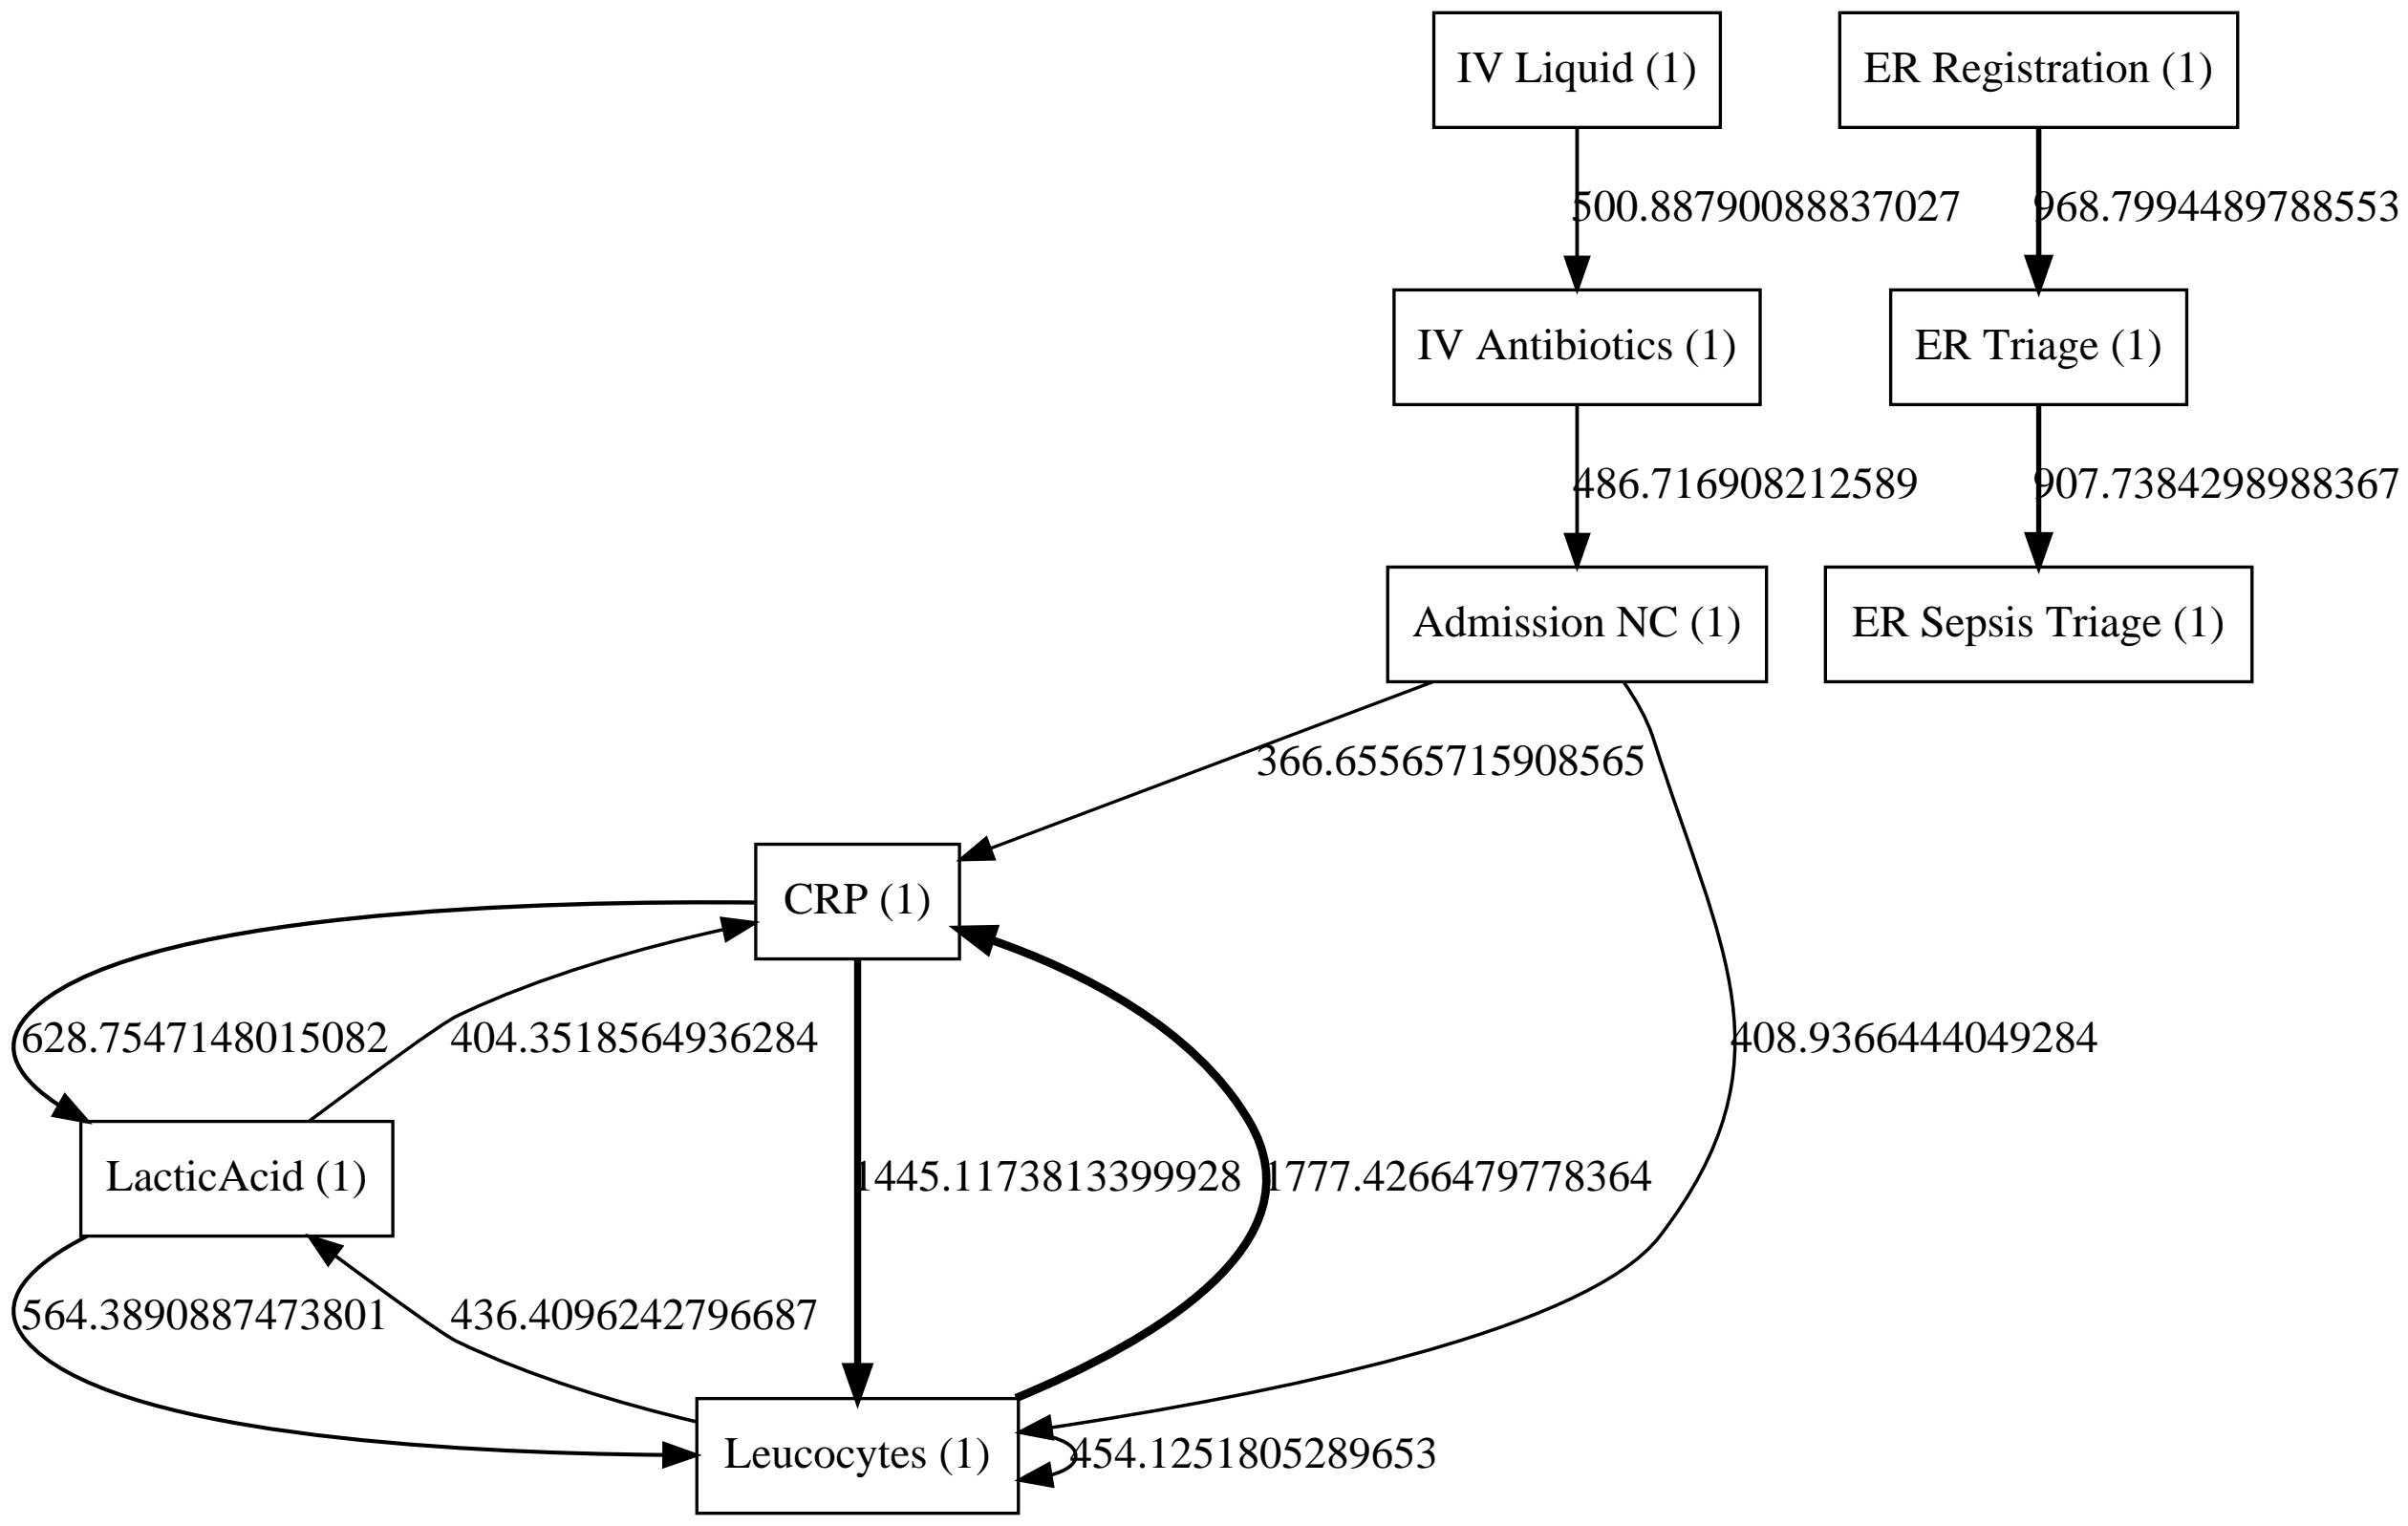 IV Liquid (1)
ER Registration (1)
500.88790088837027
968.7994489788553
IV Antibiotics (1)
ER Triage (1)
486.716908212589
907.7384298988367
Admission NC (1)
ER Sepsis Triage (1)
366.65565715908565
CRP (1)
628.7547148015082
404.3518564936284
408.9366444049284
LacticAcid (1)
1445.1173813399928
1777.4266479778364
564.3890887473801
436.4096242796687
Leucocytes (1)
454.1251805289653